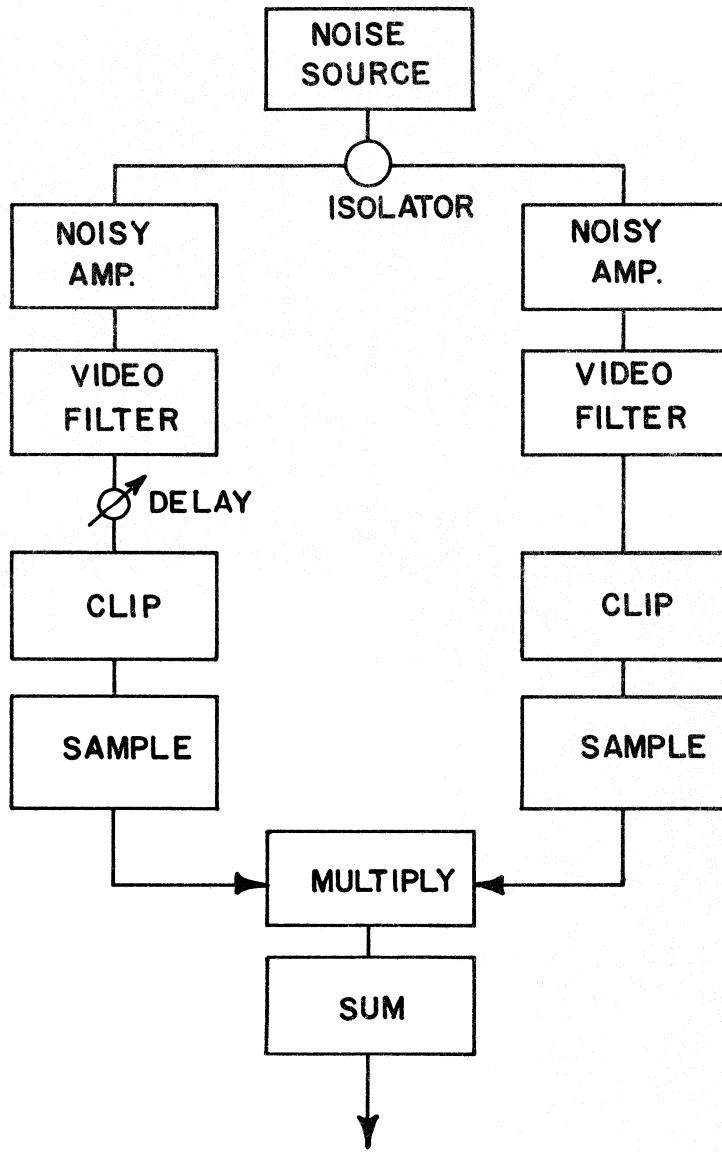 NOISE
SOURCE
ISOLATOR
NOISY
AMP.
NOISY
AMP.
VIDEO
FILTER
VIDEO
FILTER
DELAY
CLIP
CLIP
SAMPLE
SAMPLE
MULTIPLY
SUM